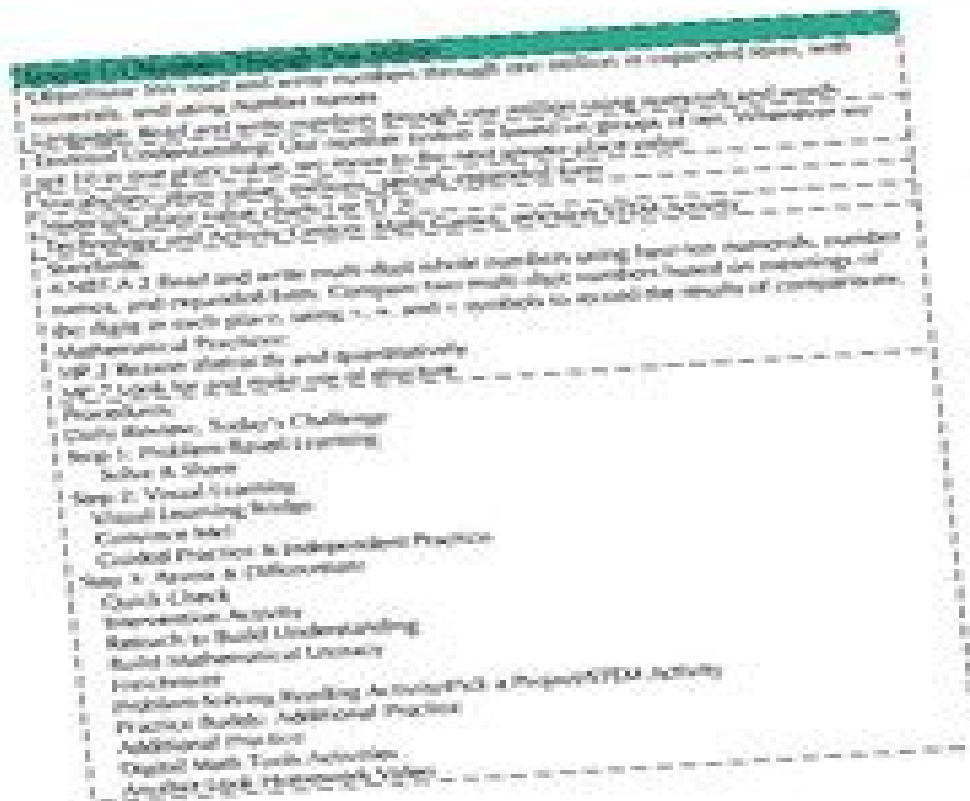 Objectives: read and write numbers through one million in expanded form, with
numerals, and using number names
Language: Read and write numbers through one million using numerals and words
Understanding: Our number system is based on groups of ten. Whenever we
get 10 in one place value, we move to the next greater place value.
Vocabulary: place value, period, expanded form
Materials: place value
Technology and Activity Centers: Math Games,
Standards:
4.NBT.A.2 Read and write multi-digit whole numbers using base-ten numerals, number
names, and expanded form. Compare two multi-digit numbers based on meanings of
the digits in each place, using >, =, and < symbols to record the results of comparisons.
Mathematical Practices:
MP.2 Reason abstractly and quantitatively
MP.7 Look for and make use of structure
Procedures:
Daily Review, Today's Challenge
Step 1: Problem-Based Learning
Solve & Share
Step 2: Visual Learning
Visual Learning Bridge
Convince Me!
Guided Practice & Independent Practice
Step 3: Assess & Differentiate
Quick Check
Intervention Activity
Reteach to Build Understanding
Build Mathematical Literacy
Enrichment
Problem-Solving Reading Activity/Pick a Project/STEM Activity
Practice Buddy: Additional Practice
Additional Practice
Digital Math Tools Activities
Another Look Homework Video